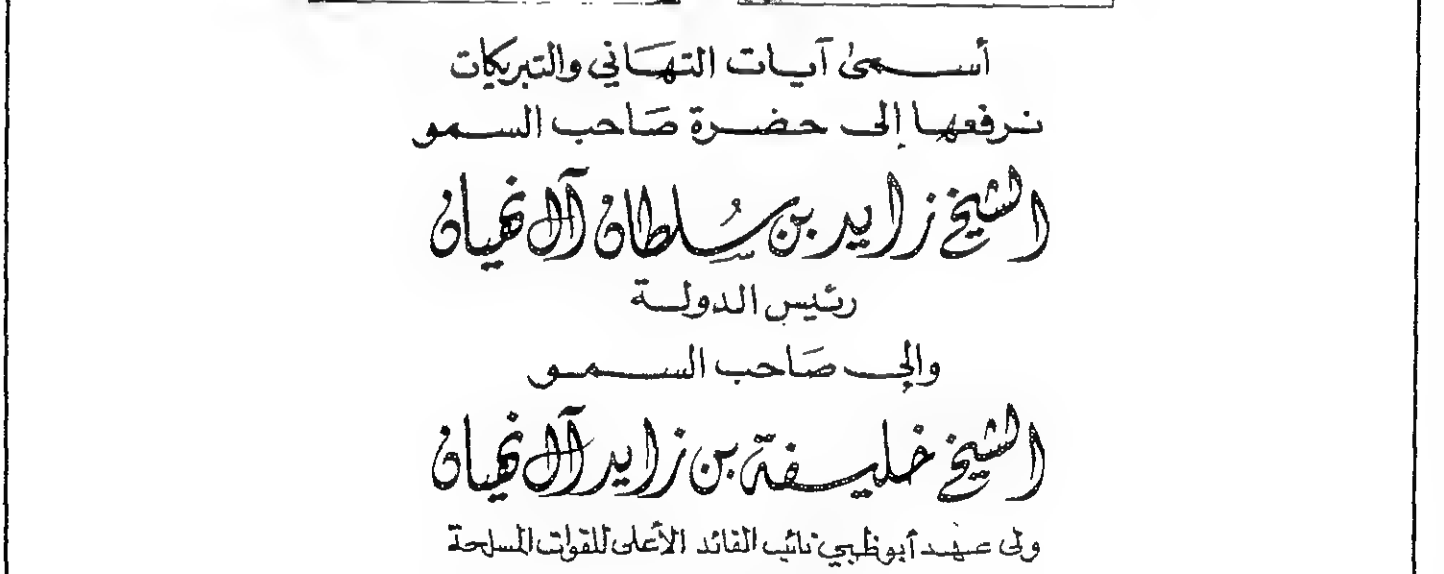 أسمى آيات التهاني والتبريكات
نرفعها إلى حضرة صاحب السمو
الشيخ زايد بن سلطان آل نهيان
رئيس الدولة
وإلى صاحب السمو
الشيخ خليفة بن زايد آل نهيان
ولي عهد أبوظبي نائب القائد الأعلى للقوات المسلحة